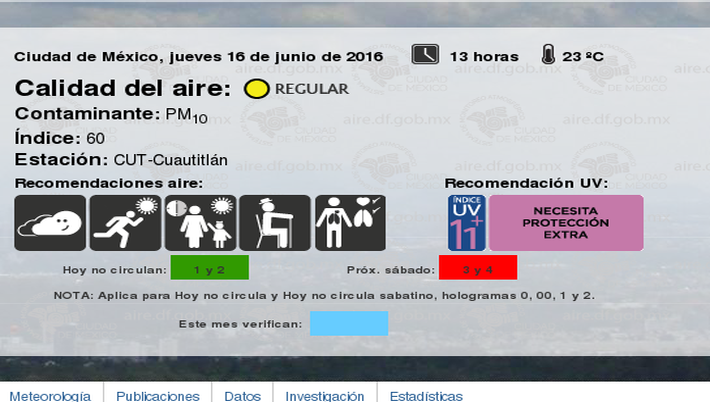 Ciudad de México, jueves 16 de junio de 2016 13 horas 23 ºC
Calidad del aire: REGULAR
Contaminante: PM10
Índice: 60
Estación: CUT-Cuautitlán
Recomendaciones aire: Recomendación UV:
ÍNDICE UV 11+
NECESITA
PROTECCIÓN
EXTRA
Hoy no circulan: 1 y 2 Próx. sábado: 3 y 4
NOTA: Aplica para Hoy no circula y Hoy no circula sabatino, hologramas 0, 00, 1 y 2.
Este mes verifican:
Meteorología Publicaciones Datos Investigación Estadísticas
aire.df.gob.mx
CIUDAD DE MÉXICO